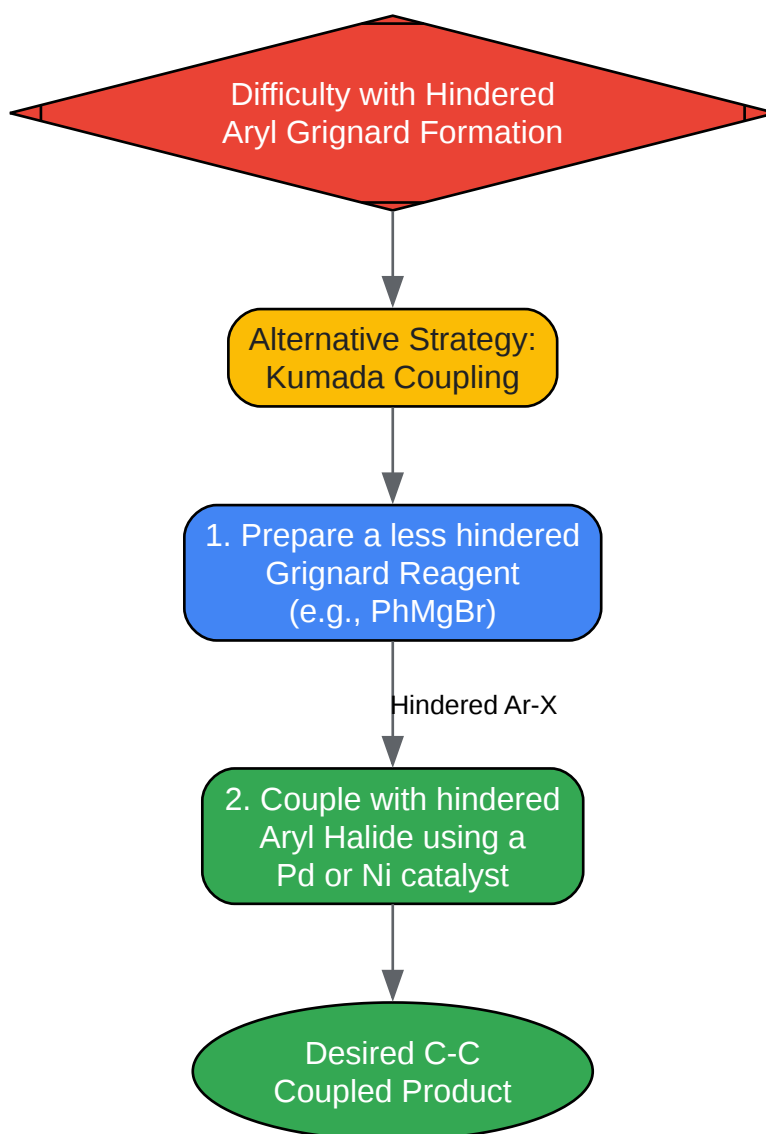 Difficulty with Hindered
Aryl Grignard Formation
Alternative Strategy:
Kumada Coupling
1. Prepare a less hindered
Grignard Reagent
(e.g., PhMgBr)
Hindered Ar-X
2. Couple with hindered
Aryl Halide using a
Pd or Ni catalyst
Desired C-C
Coupled Product